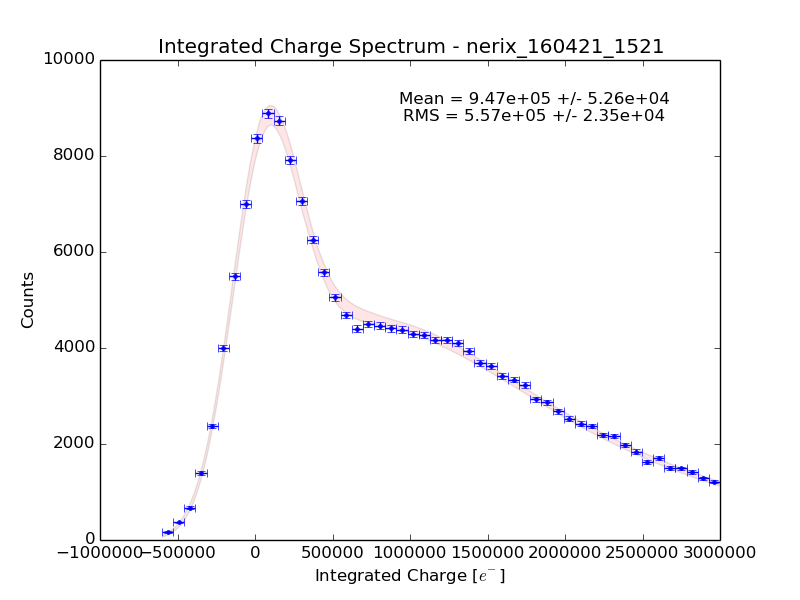 Integrated Charge Spectrum - nerix_160421_1521
Mean = 9.47e+05 +/- 5.26e+04
RMS = 5.57e+05 +/- 2.35e+04
10000
8000
6000
4000
2000
0
Counts
−1000000 −500000 0 500000 1000000 1500000 2000000 2500000 3000000
Integrated Charge [e⁻]